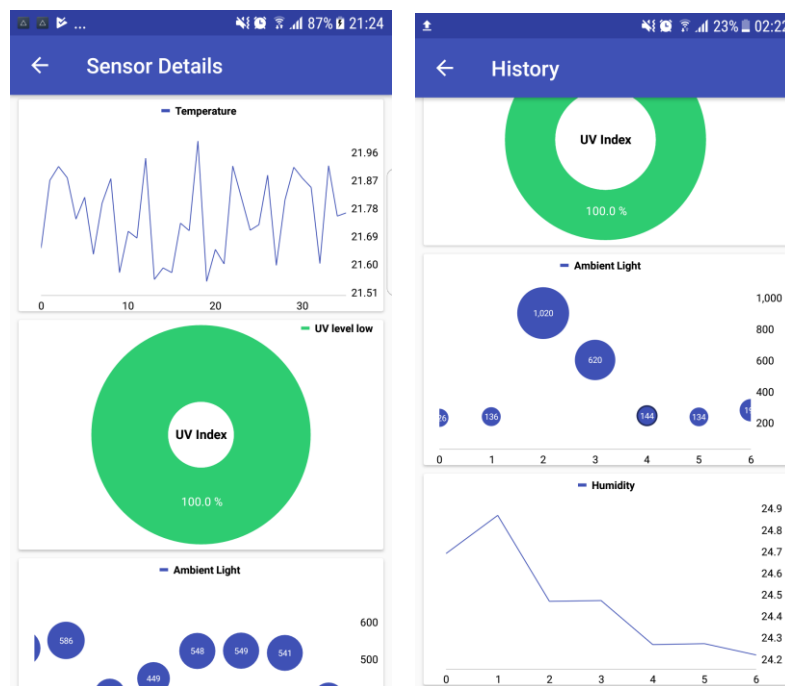 ... 87% 21:24
Sensor Details
Temperature
21.96
21.87
21.78
21.69
21.60
21.51
0 10 20 30
UV level low
UV Index
100.0 %
Ambient Light
600
586
548 549 541
500
449
23% 02:22
History
UV Index
100.0 %
Ambient Light
1,000
1,020
800
620
600
400
136 144 134
200
0 1 2 3 4 5 6
Humidity
24.9
24.8
24.7
24.6
24.5
24.4
24.3
24.2
0 1 2 3 4 5 6